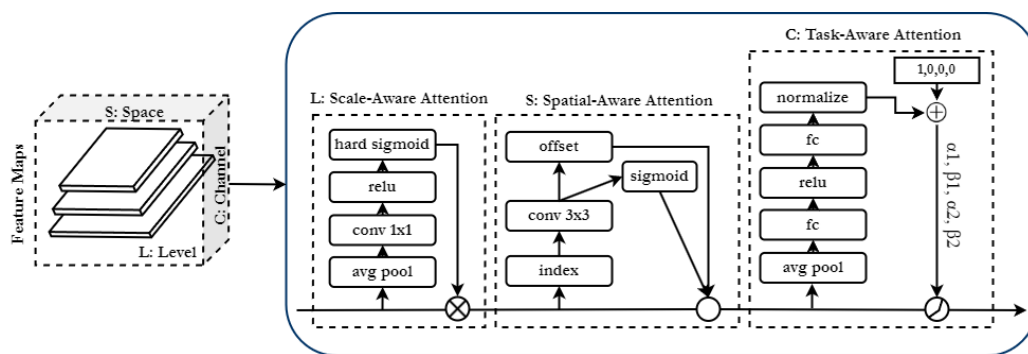 Feature Maps
S: Space
C: Channel
L: Level
L: Scale-Aware Attention
hard sigmoid
relu
conv 1x1
avg pool
S: Spatial-Aware Attention
offset
sigmoid
conv 3x3
index
C: Task-Aware Attention
1,0,0,0
normalize
fc
relu
fc
avg pool
α1, β1, α2, β2